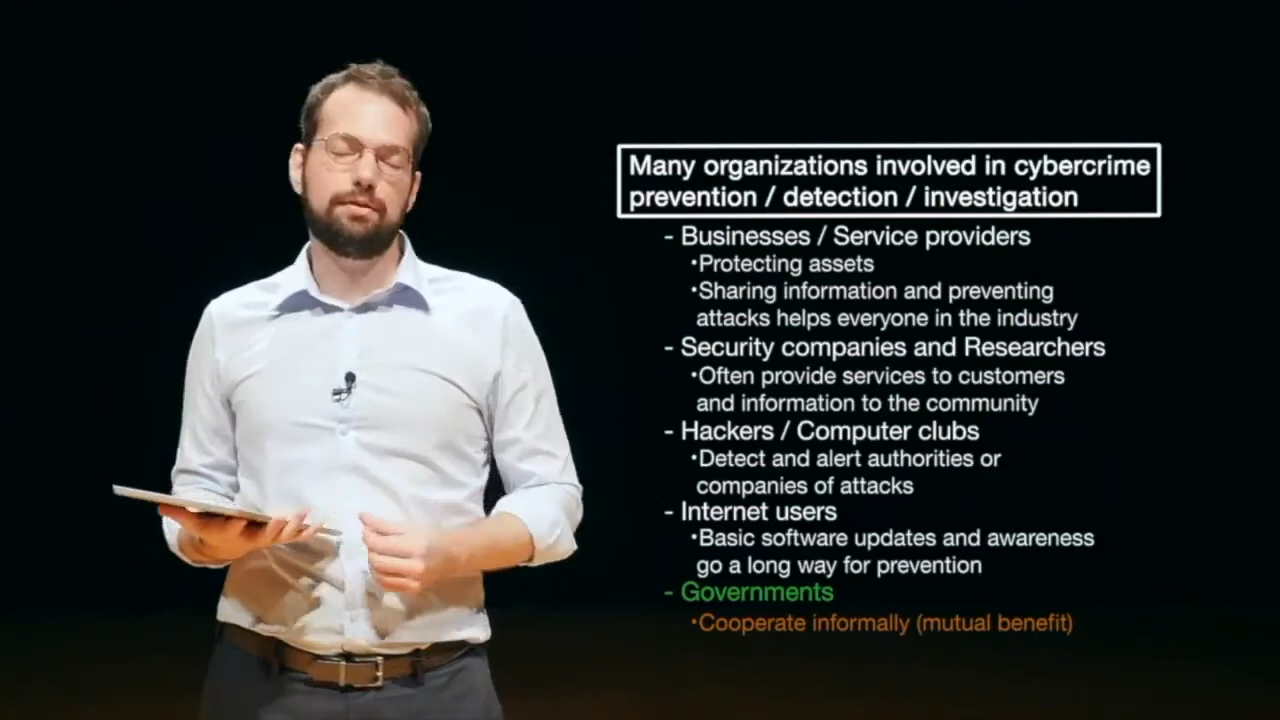 Many organizations involved in cybercrime
prevention / detection / investigation
- Businesses / Service providers
•Protecting assets
•Sharing information and preventing
attacks helps everyone in the industry
- Security companies and Researchers
•Often provide services to customers
and information to the community
- Hackers / Computer clubs
•Detect and alert authorities or
companies of attacks
- Internet users
•Basic software updates and awareness
go a long way for prevention
- Governments
•Cooperate informally (mutual benefit)